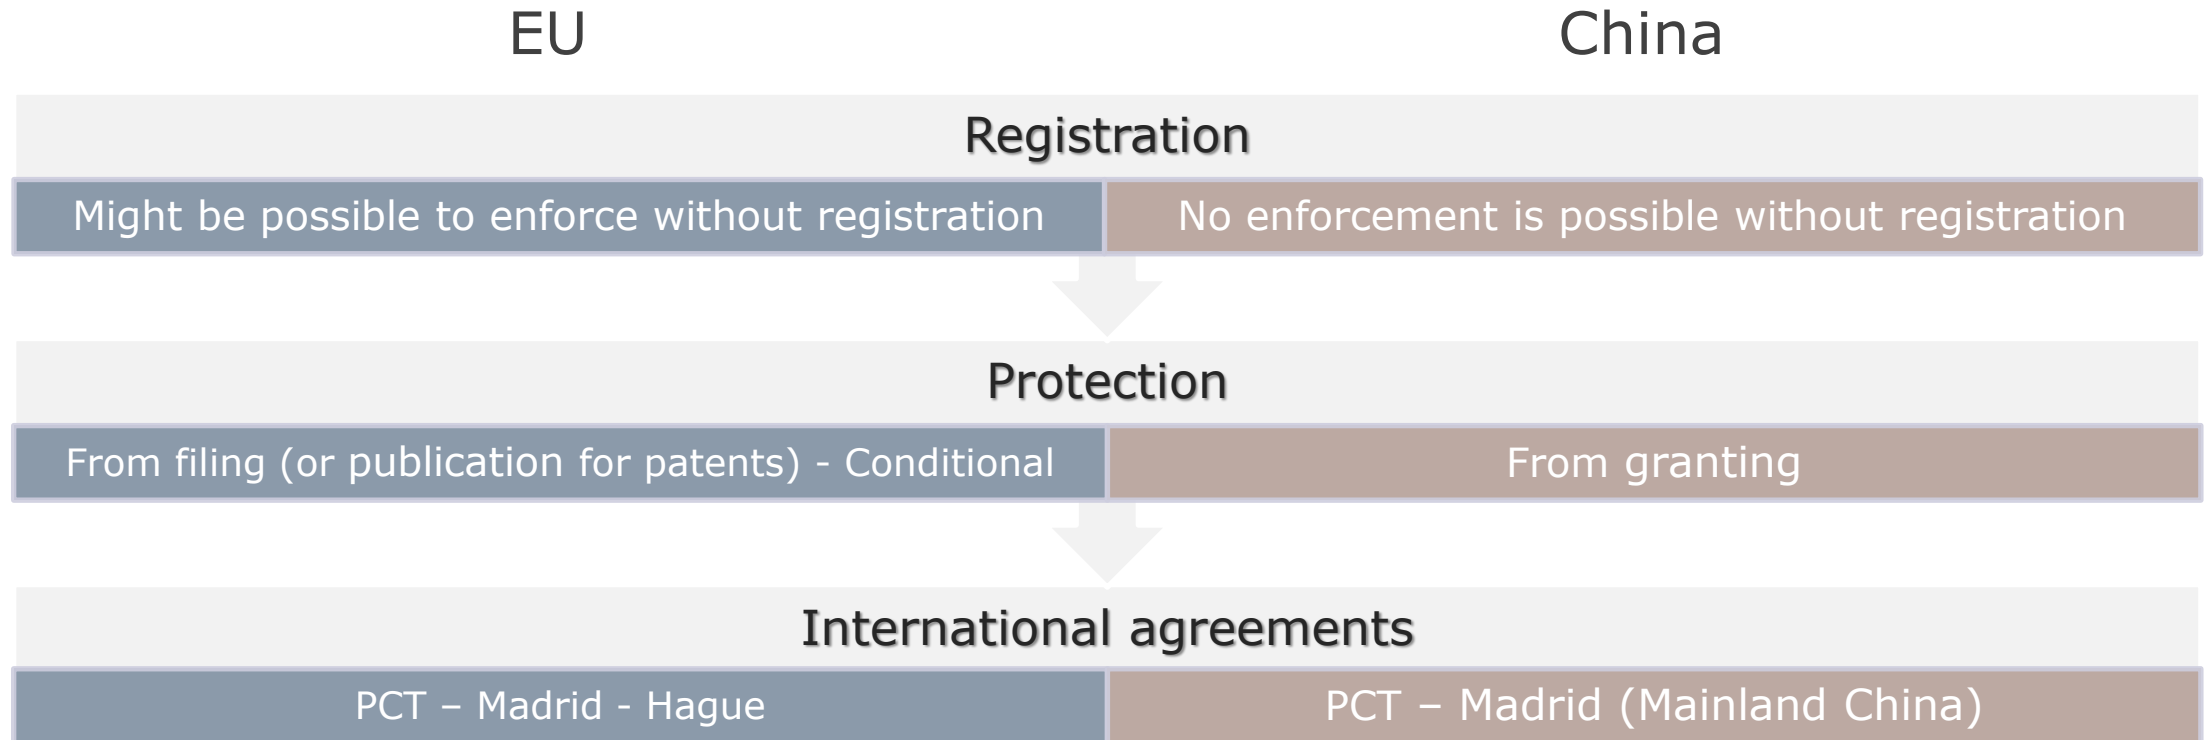 EU
China
Registration
Might be possible to enforce without registration
No enforcement is possible without registration
Protection
From filing (or publication for patents) - Conditional
From granting
International agreements
PCT – Madrid - Hague
PCT – Madrid (Mainland China)